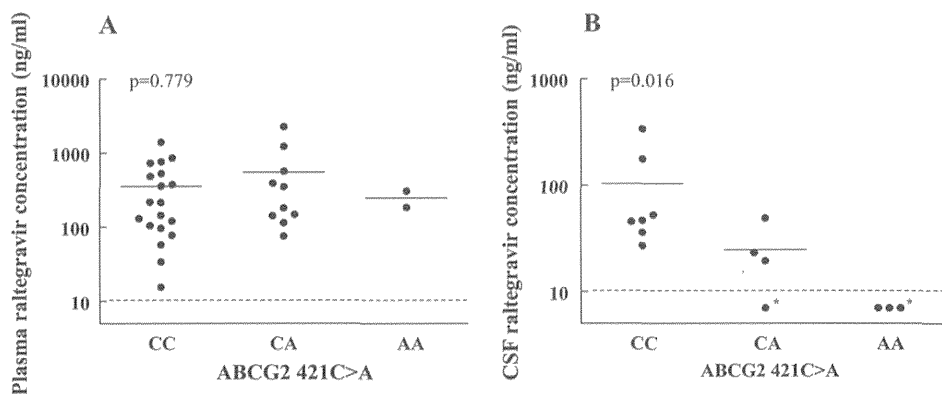 A
Plasma raltegravir concentration (ng/ml)
p=0.779
10000
1000
100
10
CC
CA
AA
ABCG2 421C>A
B
CSF raltegravir concentration (ng/ml)
p=0.016
1000
100
10
*
*
CC
CA
AA
ABCG2 421C>A